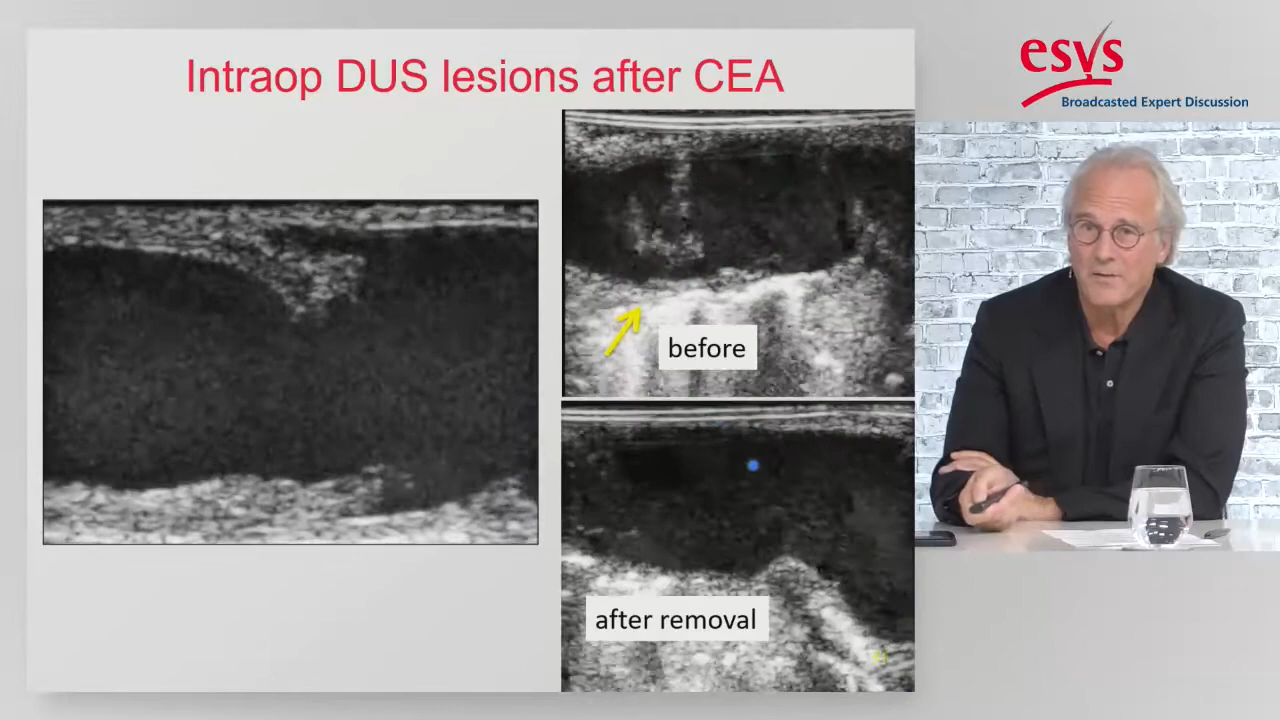 Intraop DUS lesions after CEA
esvs
Broadcasted Expert Discussion
before
after removal